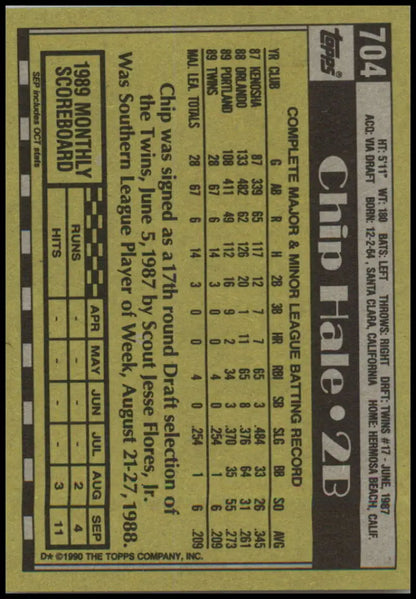 704
Topps®
Chip Hale • 2B
HT: 5'11" WT: 180 BATS: LEFT THROWS: RIGHT DRFT: TWINS #17 - JUNE, 1987
ACQ: VIA DRAFT BORN: 12-2-64, SANTA CLARA, CALIFORNIA HOME: HERMOSA BEACH, CALIF.
COMPLETE MAJOR & MINOR LEAGUE BATTING RECORD
YR CLUB G AB R H 2B 3B HR RBI SB SLG BB SO AVG
87 KENOSHA 87 339 65 117 12 7 7 65 3 .484 33 26 .345
88 ORLANDO 133 482 62 126 20 1 11 65 .376 64 31 .261
89 PORTLAND 108 411 49 112 16 9 2 34 3 .370 35
89 TWINS 28 67 6 14 3 0 0 4 0 .254 1 6 .209
MAJ. LEA. TOTALS 28 67 6 14 3 0 0 4 0 .254 1 6 .209
Chip was signed as a 17th round Draft selection of
the Twins, June 5, 1987 by Scout Jesse Flores, Jr.
Was Southern League Player of Week, August 21-27, 1988.
1989 MONTHLY
SCOREBOARD
SEP includes OCT stats
APR MAY JUN JUL AUG SEP
RUNS 2 4
HITS 3 11
D* ©1990 THE TOPPS COMPANY, INC.